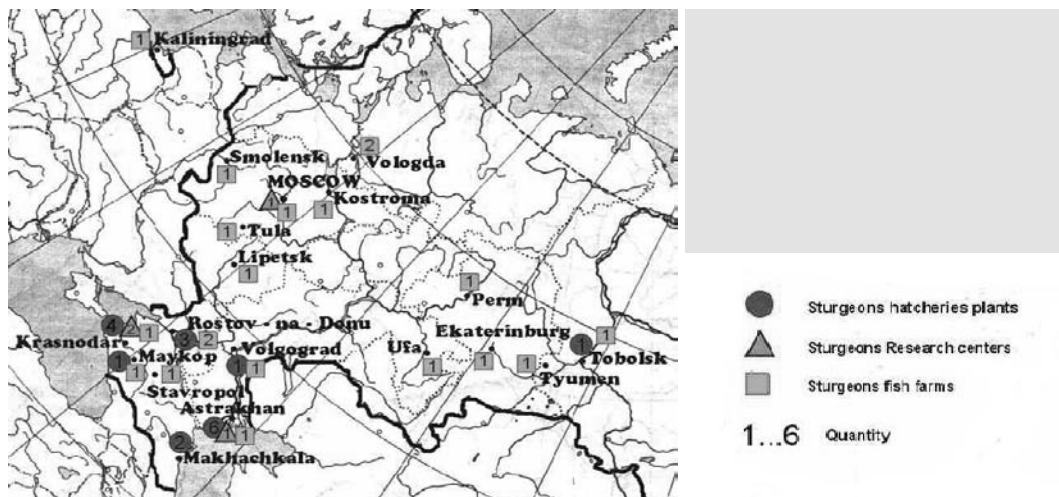 1 Kaliningrad
2
Smolensk
Vologda
1
MOSCOW
1
1 1 Kostroma
1 Tula
Lipetsk
1
1
Perm
4 2 1 Rostov - na - Donu
3 2
Krasnodar
Ekaterinburg
1
1 Maykop
Volgograd
Ufa
1
Tobolsk
1 1
1 1
1 1 1
Tyumen
Stavropol
Astrakhan
6 1 1
2
Makhachkala
Sturgeons hatcheries plants
Sturgeons Research centers
Sturgeons fish farms
1...6 Quantity